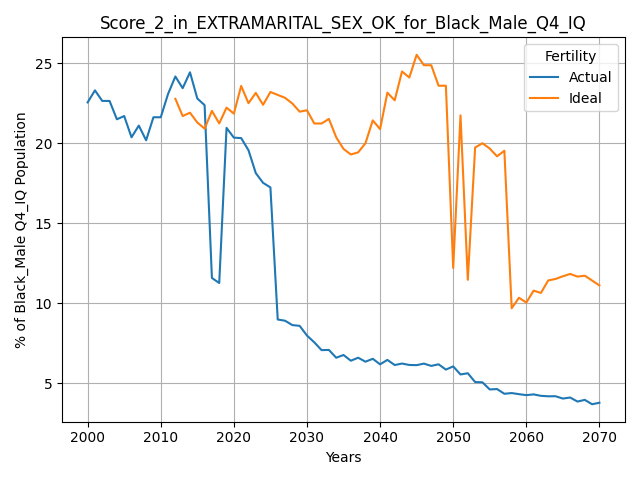 Score_2_in_EXTRAMARITAL_SEX_OK_for_Black_Male_Q4_IQ
Fertility
Actual
Ideal
% of Black_Male Q4_IQ Population
25
20
15
10
5
2000 2010 2020 2030 2040 2050 2060 2070
Years